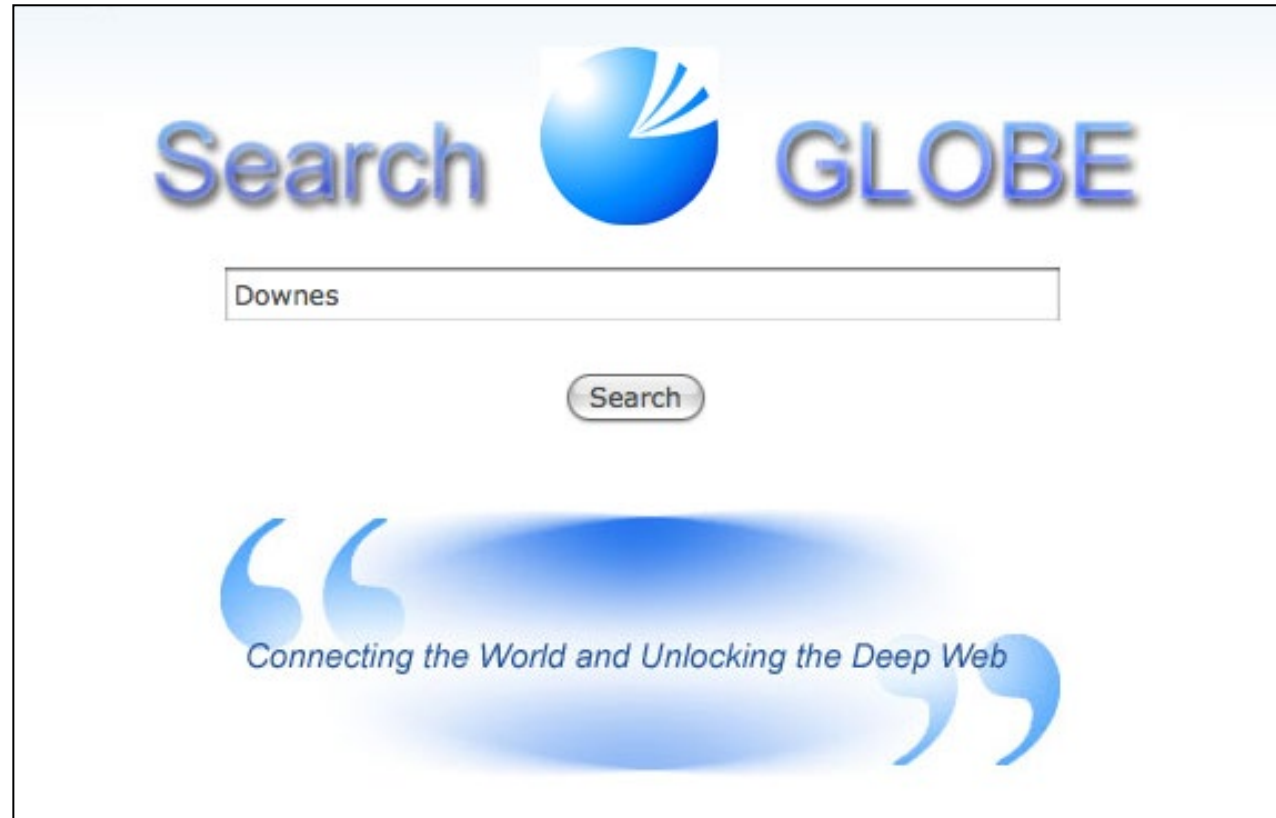 Search GLOBE
Downes
Search
Connecting the World and Unlocking the Deep Web